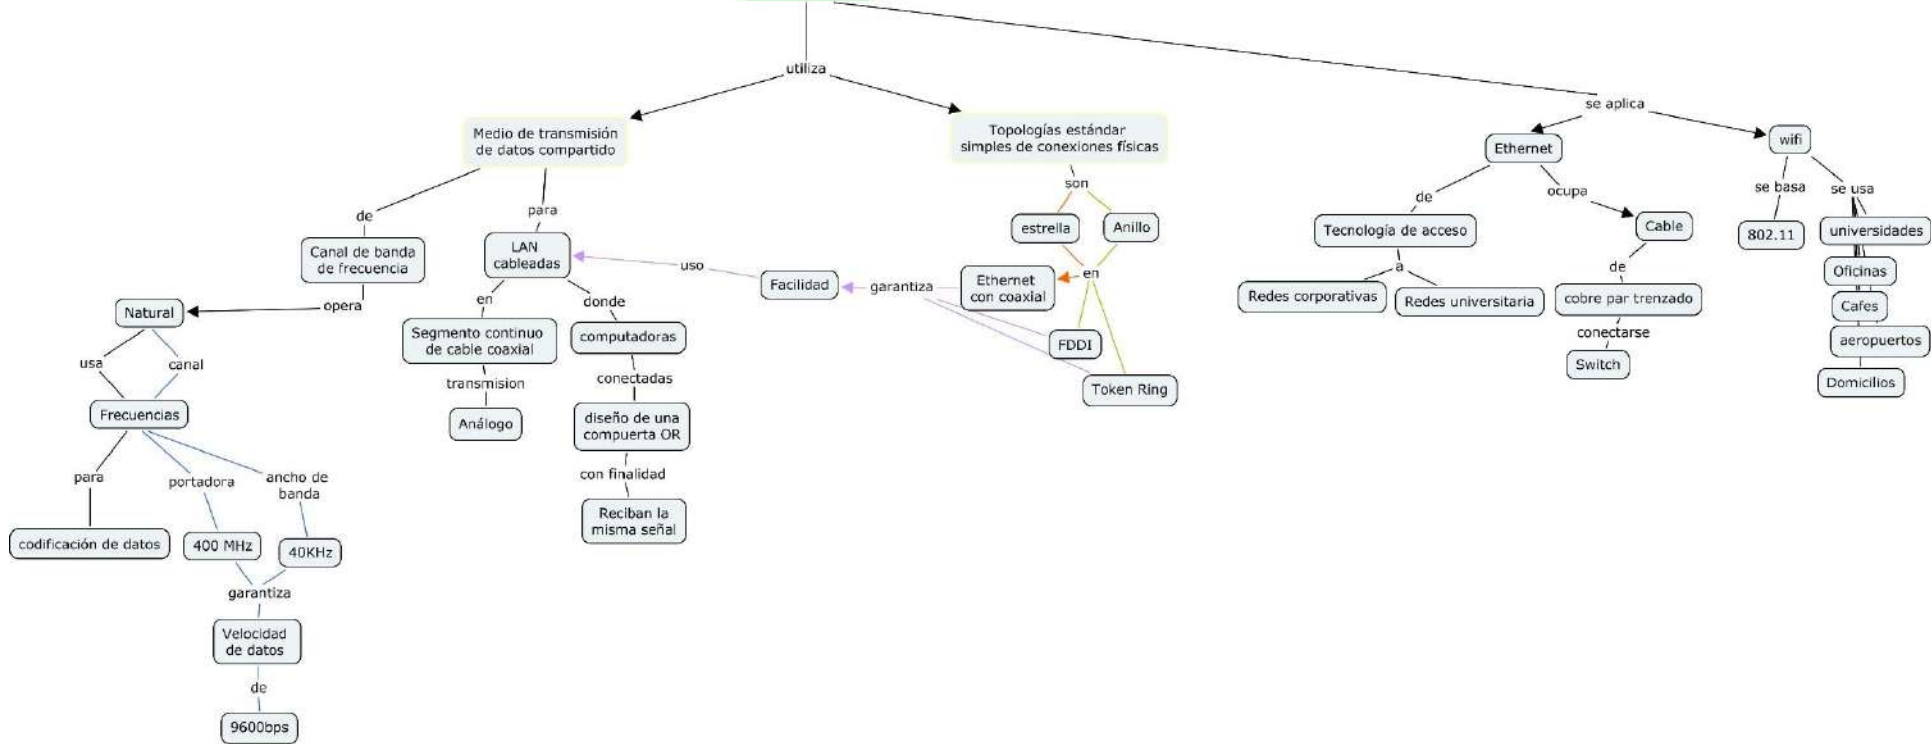 utiliza
se aplica
Medio de transmisión
de datos compartido
Topologías estándar
simples de conexiones físicas
Ethernet
wifi
de
para
son
de
ocupa
se basa
se usa
Canal de banda
de frecuencia
LAN
cableadas
estrella
Anillo
Tecnología de acceso
Cable
802.11
universidades
opera
uso
Facilidad
garantiza
Ethernet
con coaxial
en
a
de
Oficinas
Natural
en
donde
Redes corporativas
Redes universitaria
cobre par trenzado
Cafes
usa
canal
Segmento continuo
de cable coaxial
computadoras
FDDI
conectarse
aeropuertos
Switch
transmision
conectadas
Token Ring
Domicilios
Frecuencias
Análogo
diseño de una
compuerta OR
para
portadora
ancho de
banda
con finalidad
Reciban la
misma señal
codificación de datos
400 MHz
40KHz
garantiza
Velocidad
de datos
de
9600bps